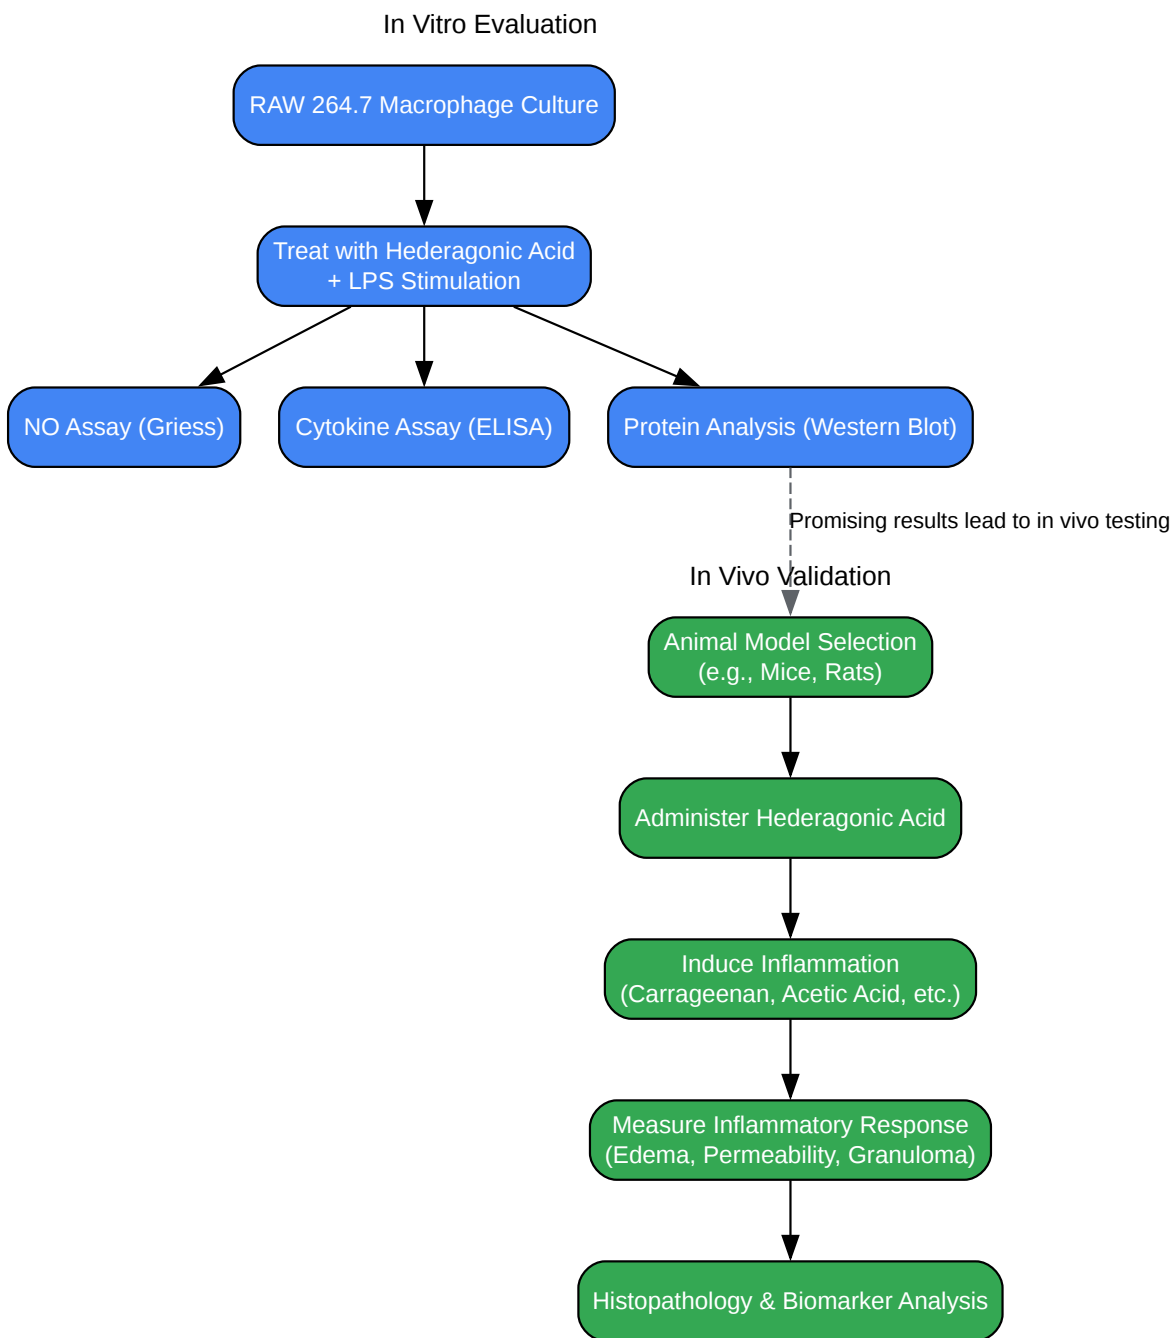 In Vitro Evaluation
RAW 264.7 Macrophage Culture
Treat with Hederagonic Acid
+ LPS Stimulation
NO Assay (Griess)
Cytokine Assay (ELISA)
Protein Analysis (Western Blot)
Promising results lead to in vivo testing
In Vivo Validation
Animal Model Selection
(e.g., Mice, Rats)
Administer Hederagonic Acid
Induce Inflammation
(Carrageenan, Acetic Acid, etc.)
Measure Inflammatory Response
(Edema, Permeability, Granuloma)
Histopathology & Biomarker Analysis